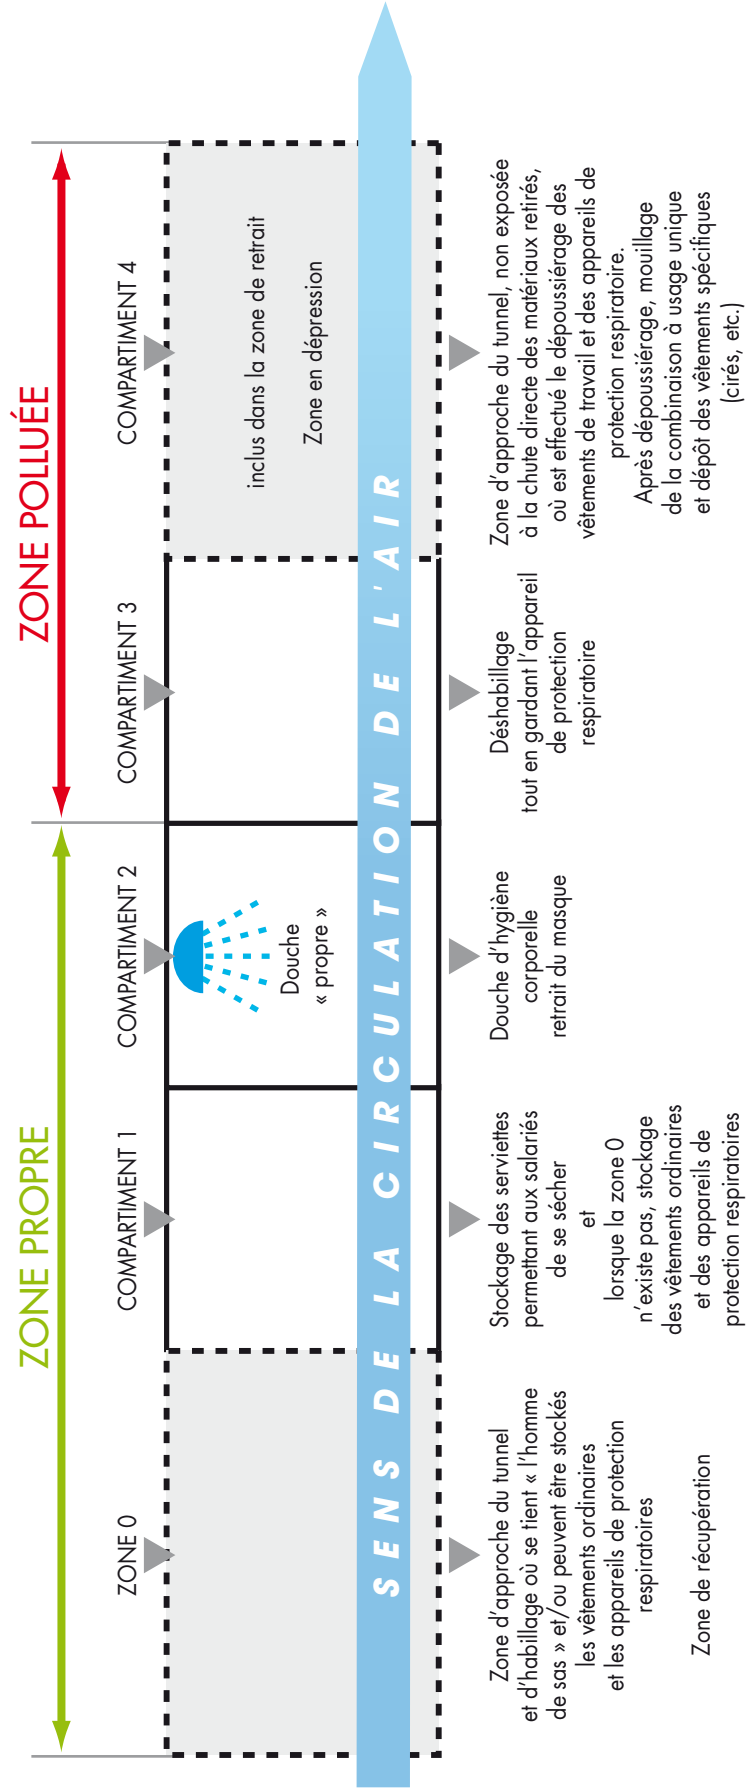 ZONE PROPRE
ZONE POLLUÉE
ZONE 0
COMPARTIMENT 1
COMPARTIMENT 2
COMPARTIMENT 3
COMPARTIMENT 4
Douche
« propre »
inclus dans la zone de retrait
Zone en dépression
SENS DE LA CIRCULATION DE L'AIR
Zone d'approche du tunnel
et d'habillage où se tient « l'homme
de sas » et/ou peuvent être stockés
les vêtements ordinaires
et les appareils de protection
respiratoires
Zone de récupération
Stockage des serviettes
permettant aux salariés
de se sécher
et
lorsque la zone 0
n'existe pas, stockage
des vêtements ordinaires
et des appareils de
protection respiratoires
Douche d'hygiène
corporelle
retrait du masque
Déshabillage
tout en gardant l'appareil
de protection
respiratoire
Zone d'approche du tunnel, non exposée
à la chute directe des matériaux retirés,
où est effectué le dépoussiérage des
vêtements de travail et des appareils de
protection respiratoire.
Après dépoussiérage, mouillage
de la combinaison à usage unique
et dépôt des vêtements spécifiques
(cirés, etc.)